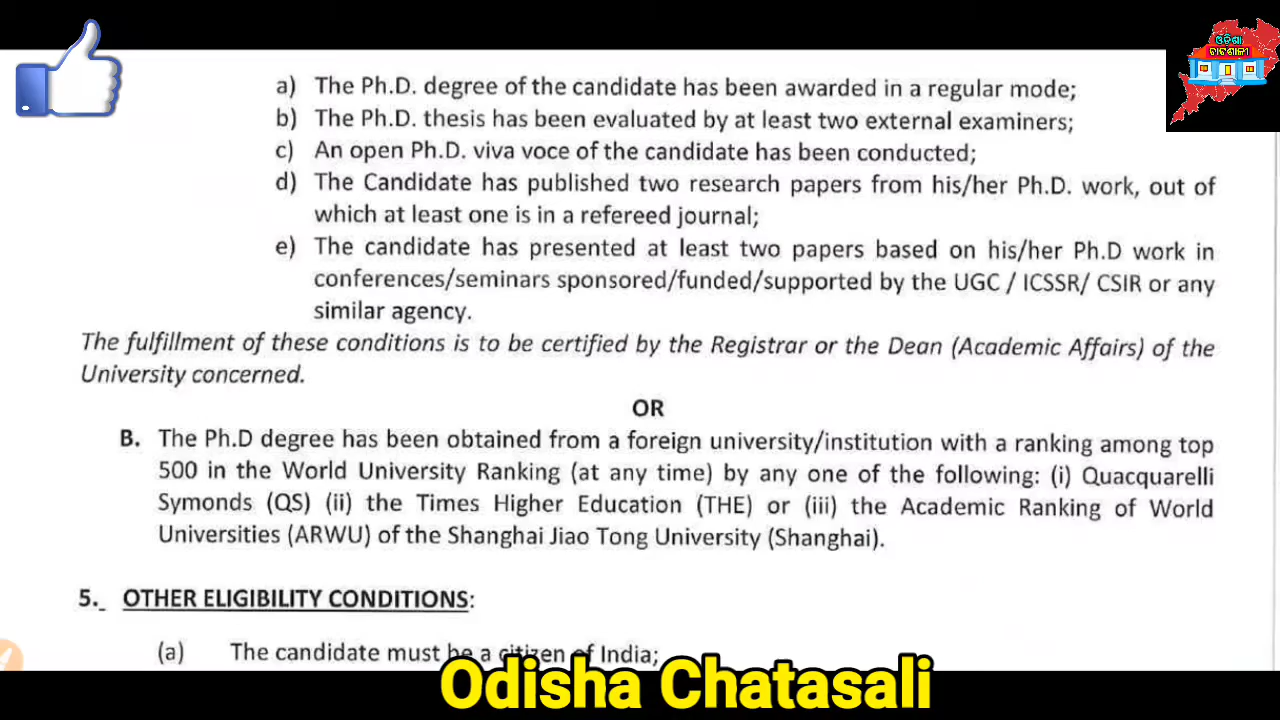 ଓଡ଼ିଶା
ଚାଟଶାଳୀ
a) The Ph.D. degree of the candidate has been awarded in a regular mode;
b) The Ph.D. thesis has been evaluated by at least two external examiners;
c) An open Ph.D. viva voce of the candidate has been conducted;
d) The Candidate has published two research papers from his/her Ph.D. work, out of
which at least one is in a refereed journal;
e) The candidate has presented at least two papers based on his/her Ph.D work in
conferences/seminars sponsored/funded/supported by the UGC / ICSSR/ CSIR or any
similar agency.
The fulfillment of these conditions is to be certified by the Registrar or the Dean (Academic Affairs) of the
University concerned.
OR
B. The Ph.D degree has been obtained from a foreign university/institution with a ranking among top
500 in the World University Ranking (at any time) by any one of the following: (i) Quacquarelli
Symonds (QS) (ii) the Times Higher Education (THE) or (iii) the Academic Ranking of World
Universities (ARWU) of the Shanghai Jiao Tong University (Shanghai).
5. OTHER ELIGIBILITY CONDITIONS:
(a) The candidate must be a citizen of India;
Odisha Chatasali